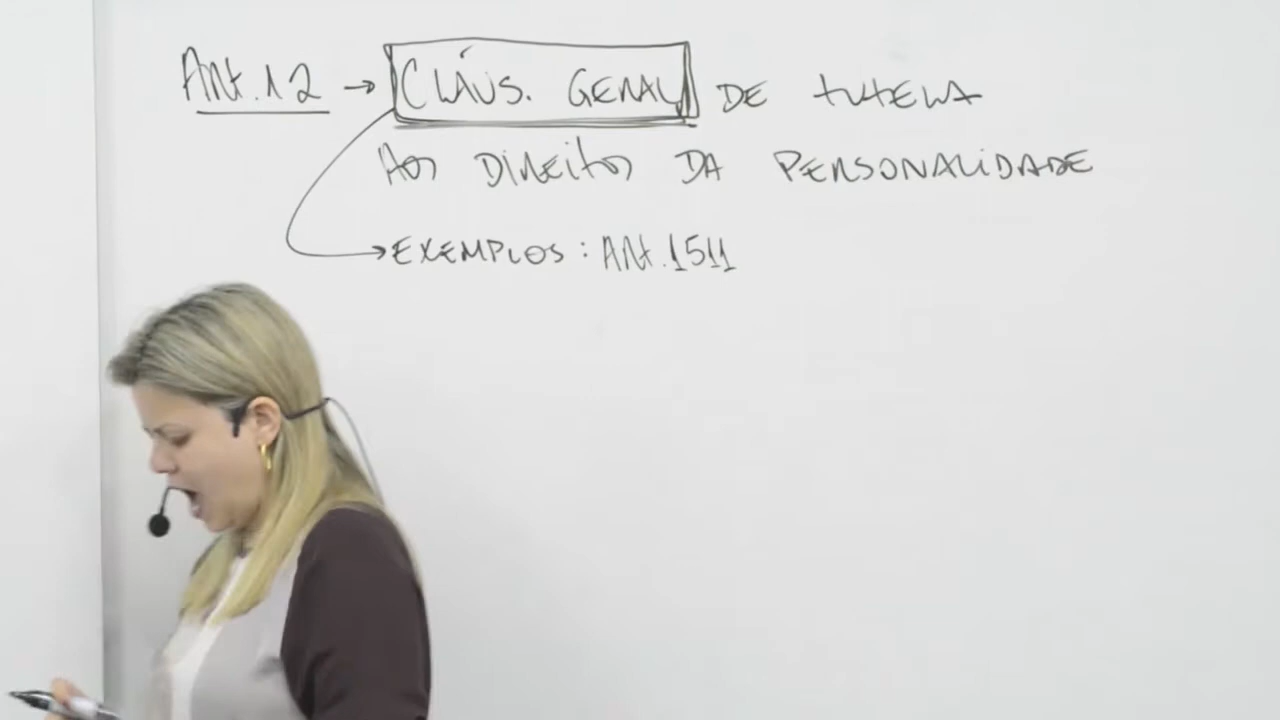 Art. 12 → CLÁUS. GERAL DE TUTELA
AOS DIREITOS DA PERSONALIDADE
→ EXEMPLOS: Art. 1511